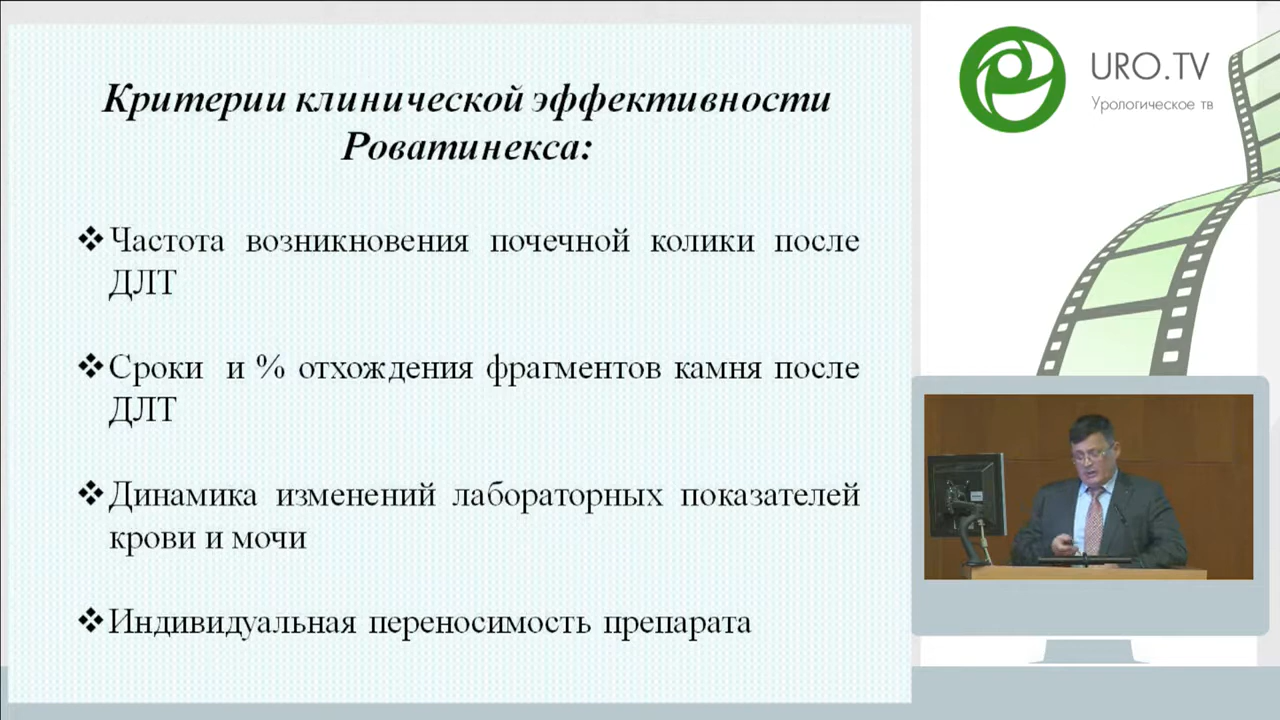 Критерии клинической эффективности
Роватинекса:
Частота возникновения почечной колики после
ДЛТ
Сроки и % отхождения фрагментов камня после
ДЛТ
Динамика изменений лабораторных показателей
крови и мочи
Индивидуальная переносимость препарата
URO.TV
Урологическое тв